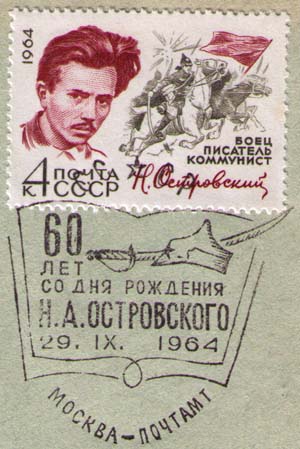 1964
БОЕЦ
ПИСАТЕЛЬ
КОММУНИСТ
4 К ПОЧТА
СССР
Н. Островский
60
ЛЕТ
СО ДНЯ РОЖДЕНИЯ
Н.А.ОСТРОВСКОГО
29. IX. 1964
МОСКВА-ПОЧТАМТ